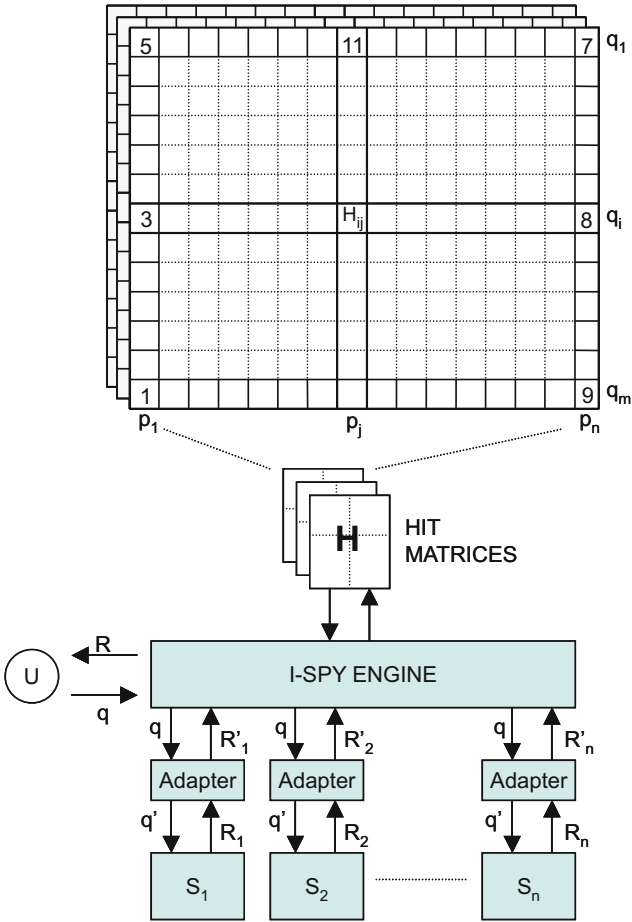 5 11 7 q1
3 Hij 8 qi
1 9 qm
p1 pj pn
H
HIT
MATRICES
R
U
I-SPY ENGINE
q
q R'1 q R'2 q R'n
Adapter Adapter Adapter
q' R1 q' R2 q' Rn
S1 S2 Sn